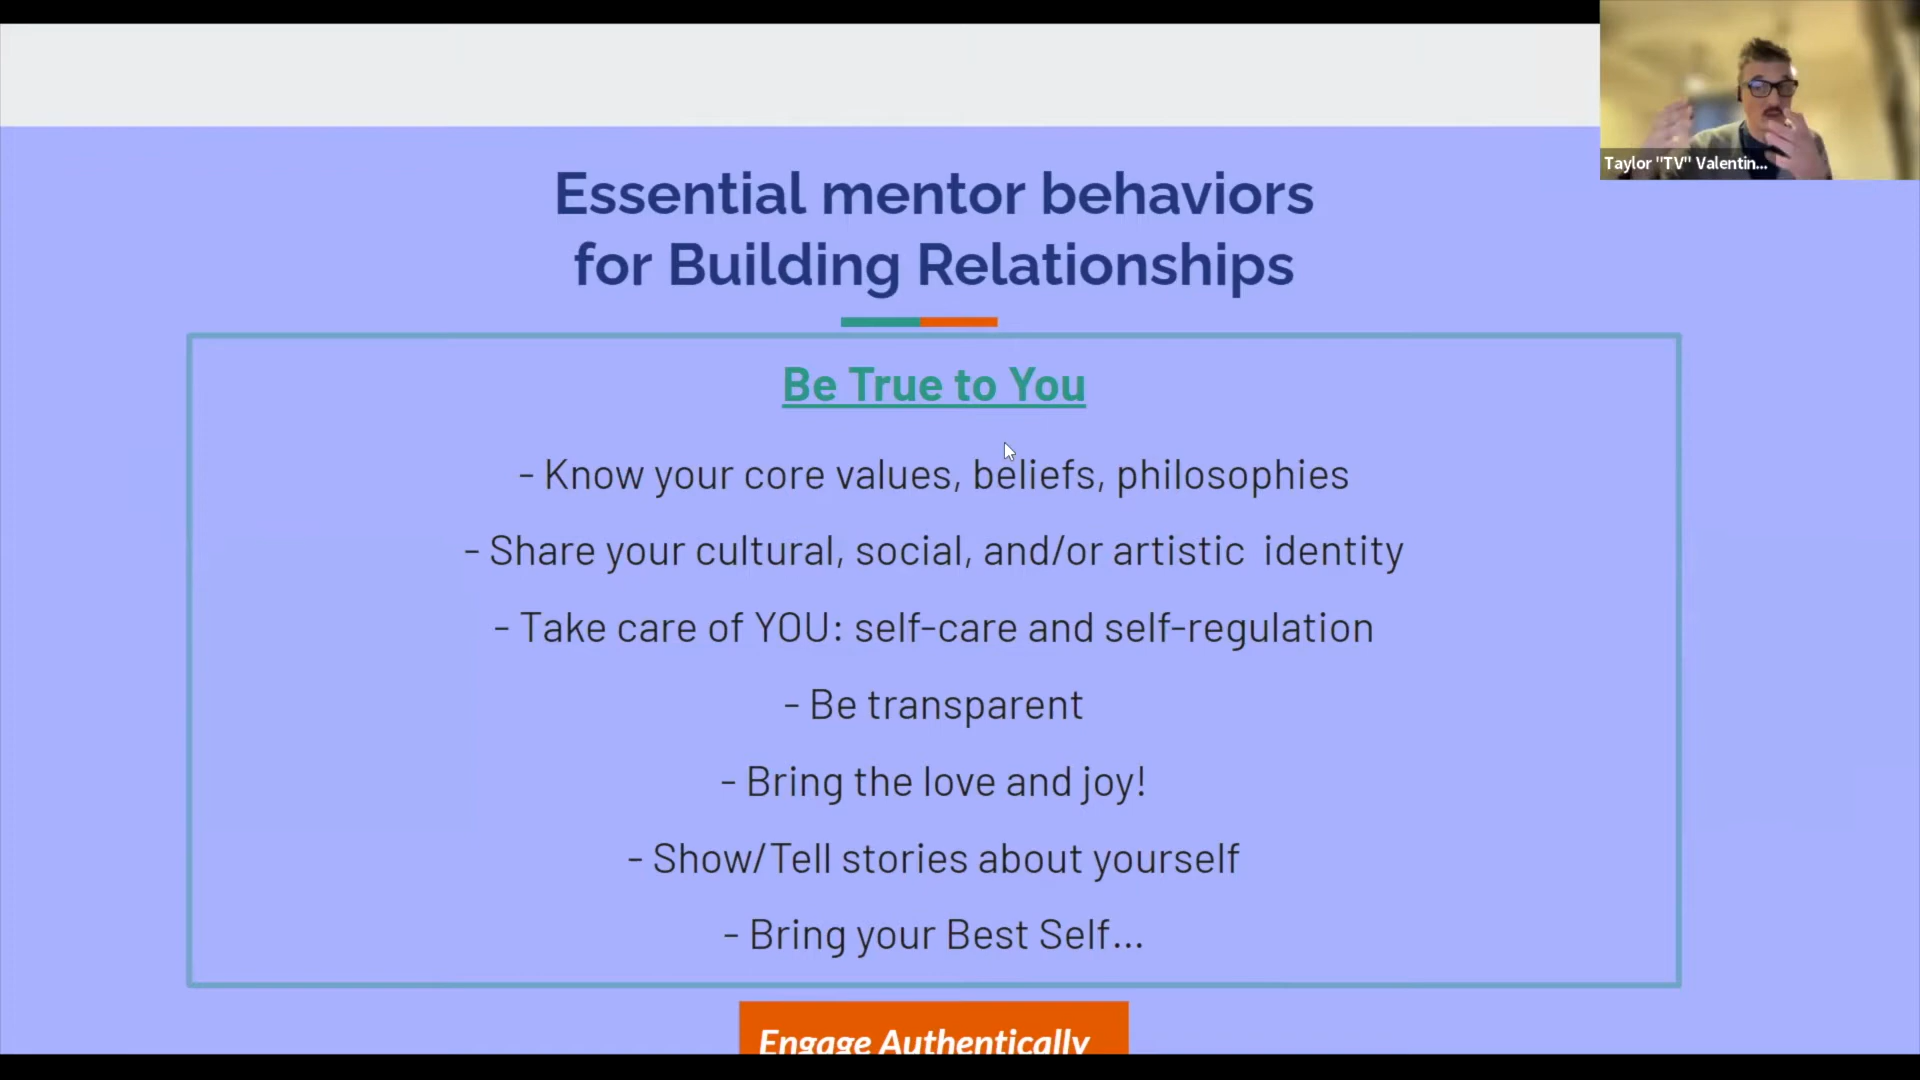 Taylor "TV" Valentin...
Essential mentor behaviors
for Building Relationships
Be True to You
- Know your core values, beliefs, philosophies
- Share your cultural, social, and/or artistic  identity
- Take care of YOU: self-care and self-regulation
- Be transparent
- Bring the love and joy!
- Show/Tell stories about yourself
- Bring your Best Self...
Engage Authentically